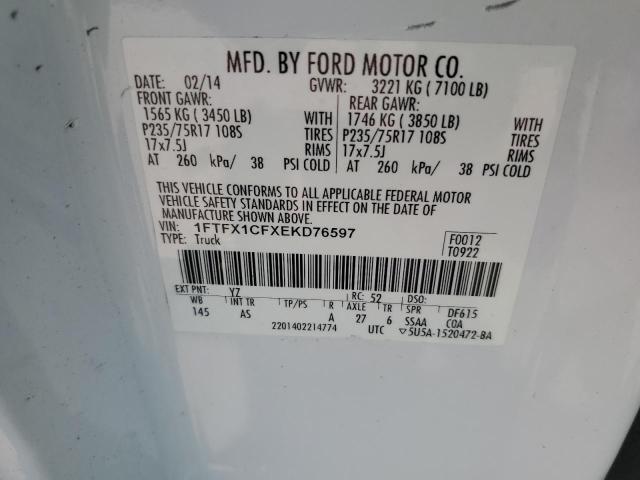 MFD. BY FORD MOTOR CO.
DATE: 02/14 GVWR: 3221 KG ( 7100 LB)
FRONT GAWR: REAR GAWR:
1565 KG ( 3450 LB) WITH 1746 KG ( 3850 LB) WITH
P235/75R17 108S TIRES P235/75R17 108S TIRES
17x7.5J RIMS 17x7.5J RIMS
AT 260 kPa/ 38 PSI COLD AT 260 kPa/ 38 PSI COLD
THIS VEHICLE CONFORMS TO ALL APPLICABLE FEDERAL MOTOR
VEHICLE SAFETY STANDARDS IN EFFECT ON THE DATE OF
MANUFACTURE SHOWN ABOVE.
VIN: 1FTFX1CFXEKD76597 F0012
TYPE: Truck T0922
EXT PNT: YZ RC: 52 DSO:
WB INT TR TP/PS R AXLE TR SPR DF615
145 AS A 27 6 SSAA COA
2201402214774 UTC ▽5U5A-1520472-BA